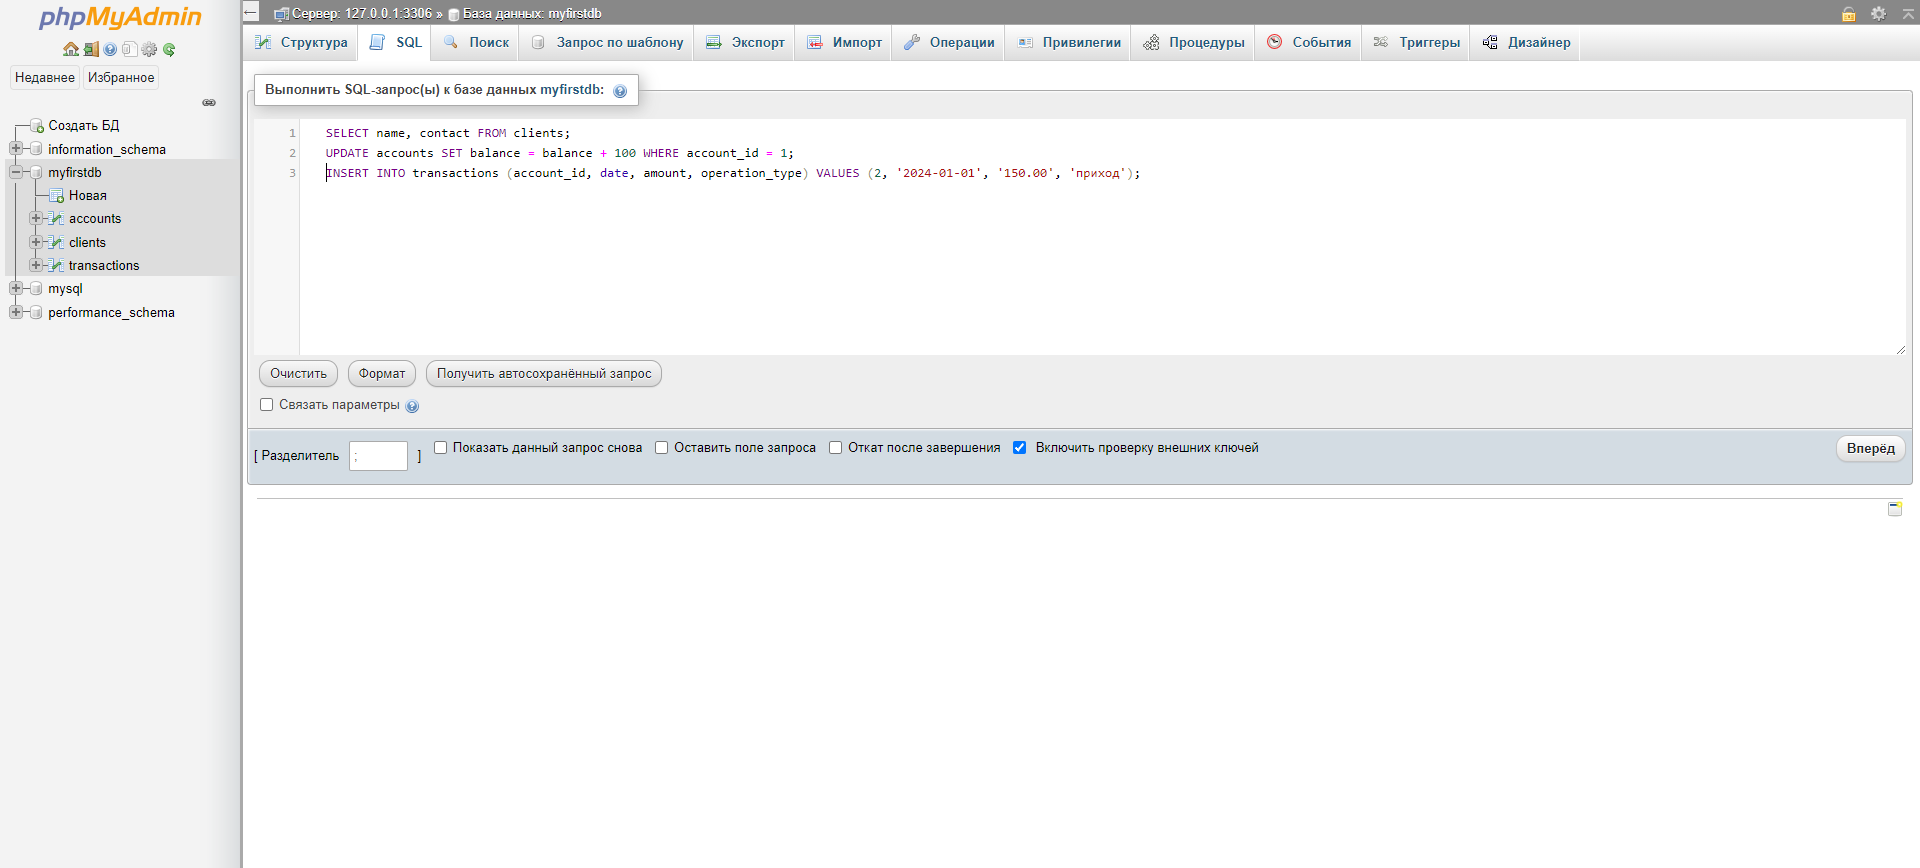 phpMyAdmin
Недавнее Избранное
Создать БД
information_schema
myfirstdb
Новая
accounts
clients
transactions
mysql
performance_schema
Сервер: 127.0.0.1:3306 » База данных: myfirstdb
Структура SQL Поиск Запрос по шаблону Экспорт Импорт Операции Привилегии Процедуры События Триггеры Дизайнер
Выполнить SQL-запрос(ы) к базе данных myfirstdb:
1 SELECT name, contact FROM clients;
2 UPDATE accounts SET balance = balance + 100 WHERE account_id = 1;
3 INSERT INTO transactions (account_id, date, amount, operation_type) VALUES (2, '2024-01-01', '150.00', 'приход');
Очистить Формат Получить автосохранённый запрос
Связать параметры
[ Разделитель ; ] Показать данный запрос снова Оставить поле запроса Откат после завершения Включить проверку внешних ключей Вперёд